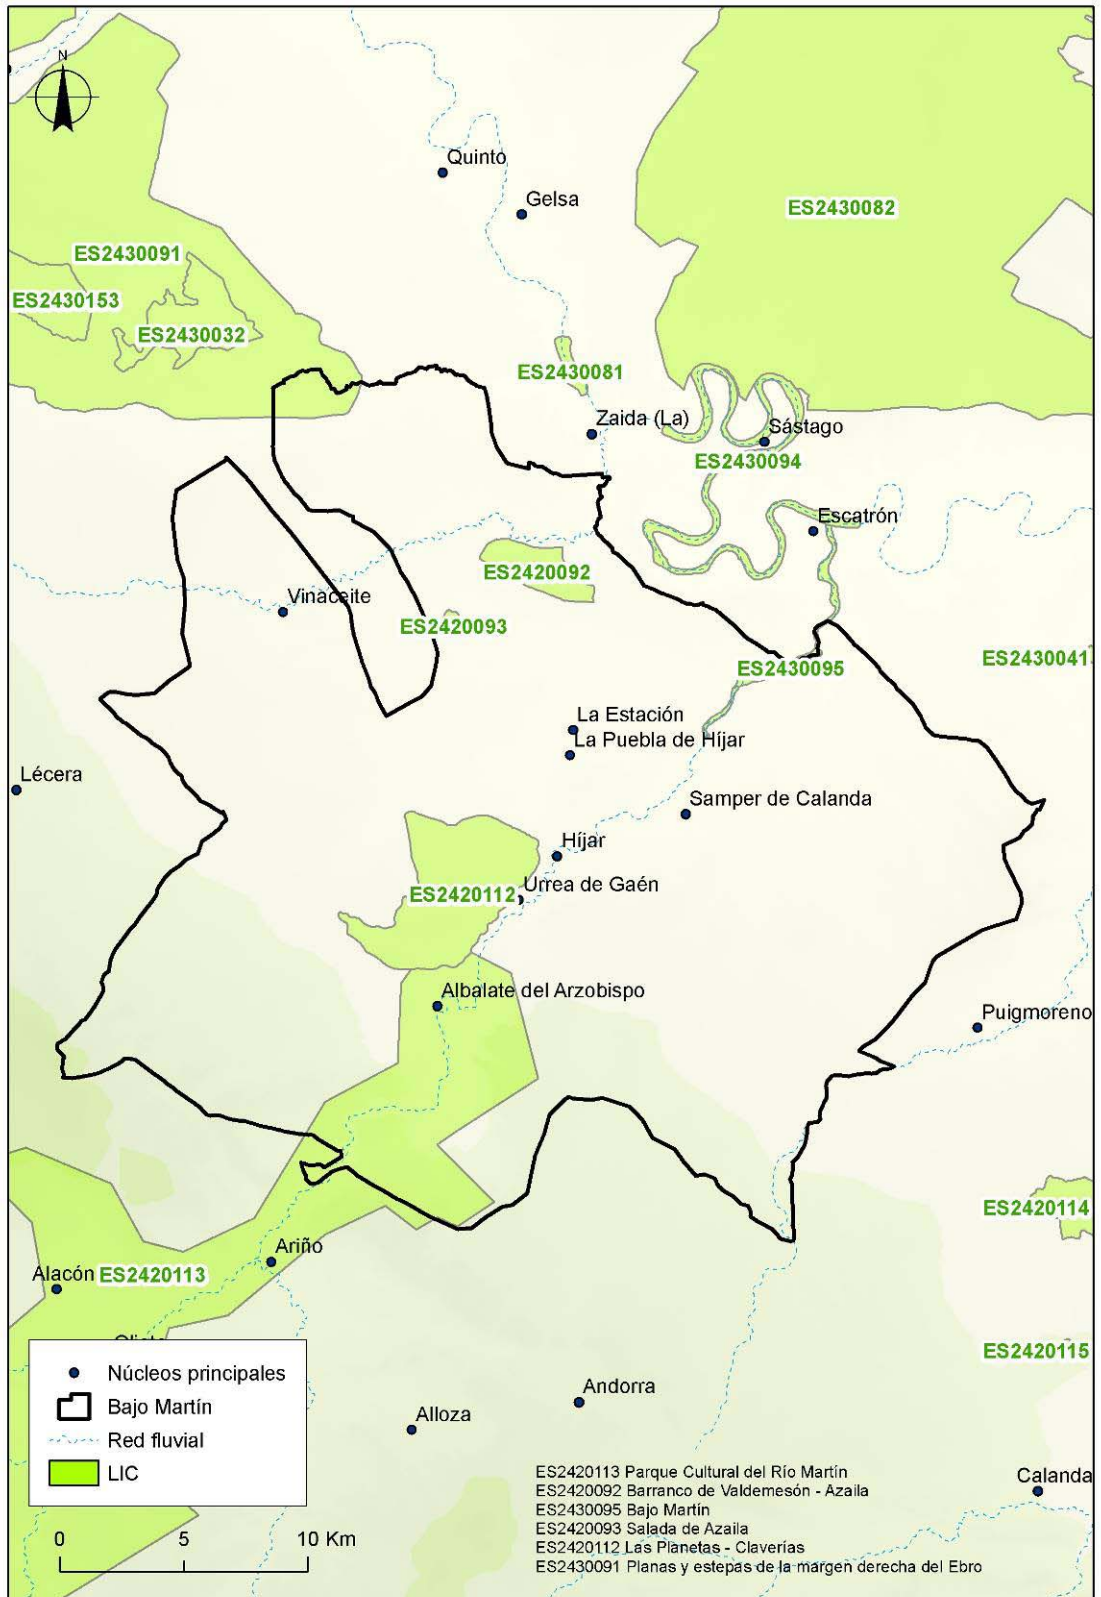 N
Quinto
Gelsa
ES2430082
ES2430091
ES2430153
ES2430032
ES2430081
Zaida (La)
Sástago
ES2430094
Escatrón
ES2420092
Vinaceite
ES2420093
ES2430041
ES2430095
La Estación
La Puebla de Híjar
Lécera
Samper de Calanda
Híjar
Urrea de Gaén
ES2420112
Albalate del Arzobispo
Puigmoreno
ES2420114
Ariño
Alacón
ES2420113
ES2420115
Núcleos principales
Bajo Martín
Red fluvial
LIC
Andorra
Alloza
Calanda
ES2420113 Parque Cultural del Río Martín
ES2420092 Barranco de Valdemesón - Azaila
ES2430095 Bajo Martín
ES2420093 Salada de Azaila
ES2420112 Las Planetas - Claverías
ES2430091 Planas y estepas de la margen derecha del Ebro
0 5 10 Km